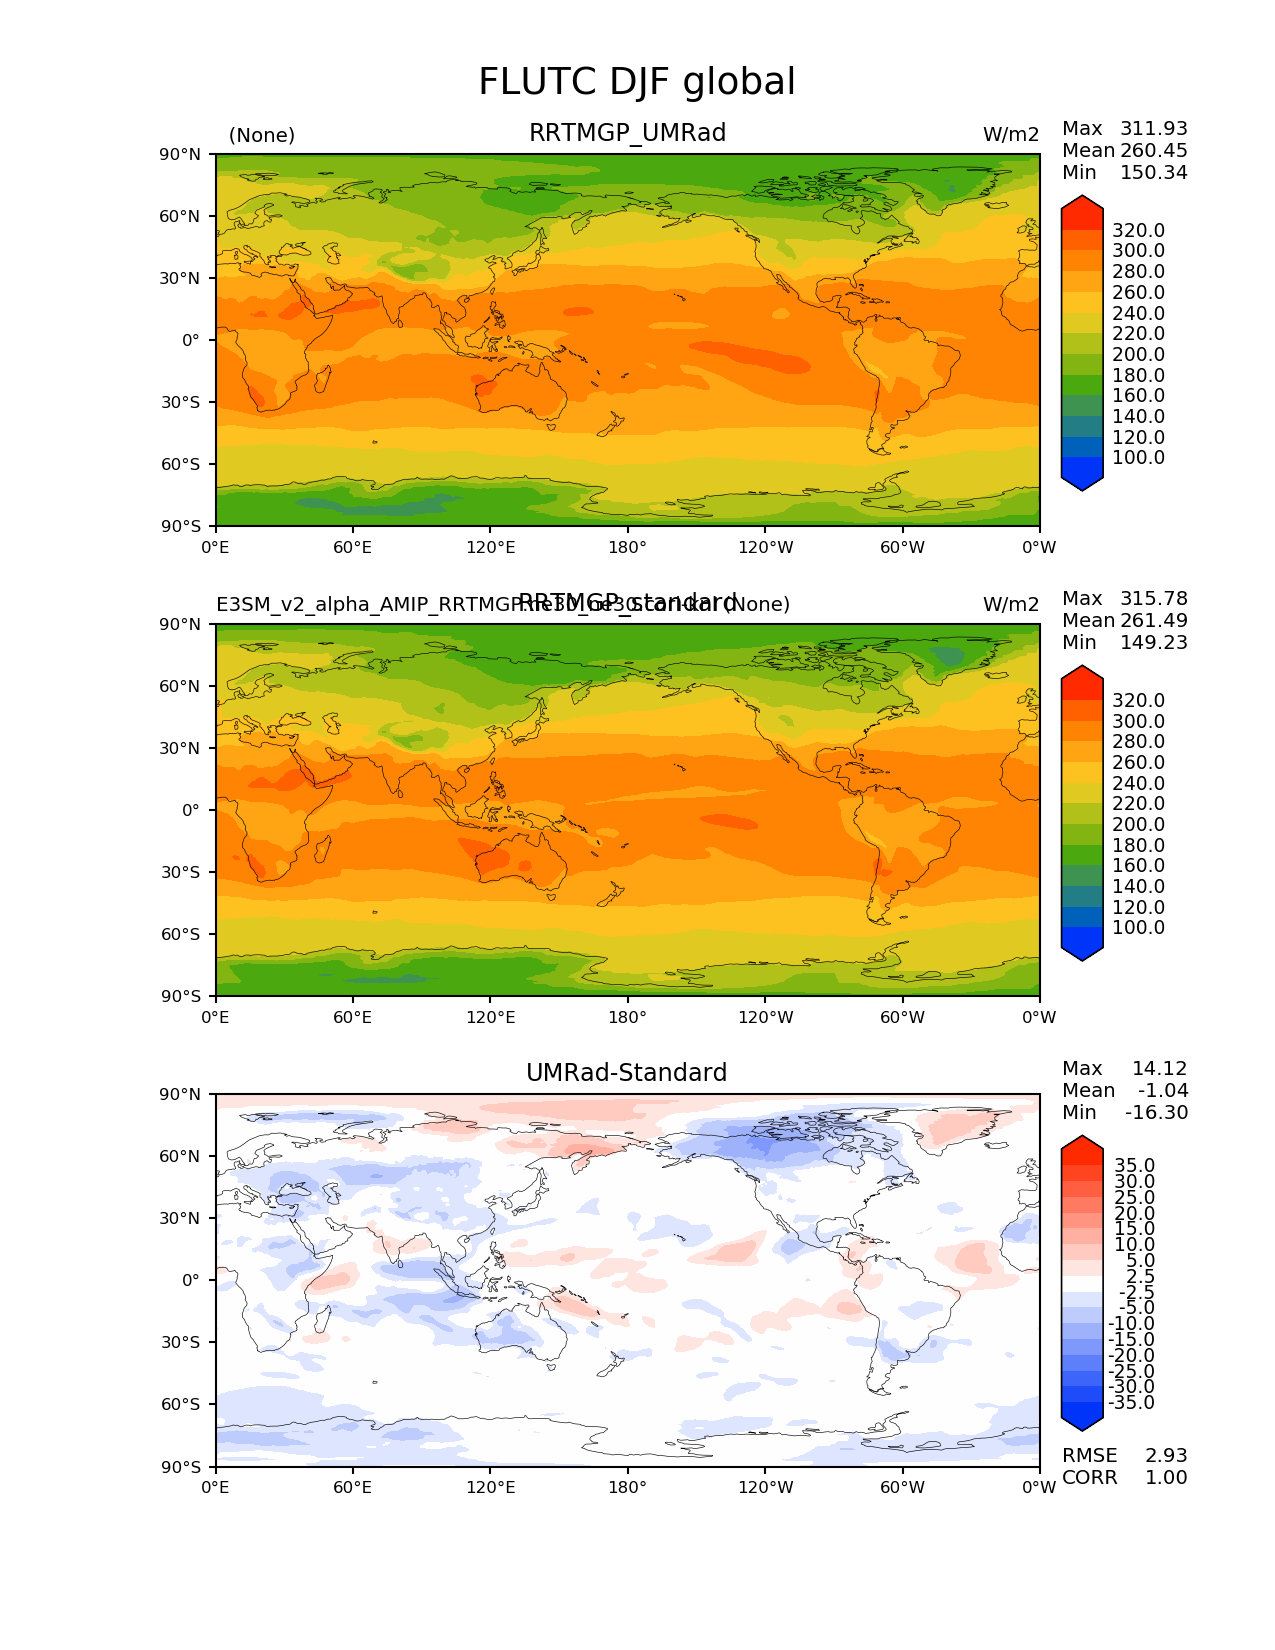 FLUTC DJF global
(None) RRTMGP_UMRad W/m2
Max 311.93
Mean 260.45
Min 150.34
90°N
60°N
30°N
0°
30°S
60°S
90°S
0°E 60°E 120°E 180° 120°W 60°W 0°W
320.0
300.0
280.0
260.0
240.0
220.0
200.0
180.0
160.0
140.0
120.0
100.0
E3SM_v2_alpha_AMIP_RRTMGP.ne30_ne30.cori-knl (None) RRTMGP_standard W/m2
Max 315.78
Mean 261.49
Min 149.23
90°N
60°N
30°N
0°
30°S
60°S
90°S
0°E 60°E 120°E 180° 120°W 60°W 0°W
320.0
300.0
280.0
260.0
240.0
220.0
200.0
180.0
160.0
140.0
120.0
100.0
UMRad-Standard
Max 14.12
Mean -1.04
Min -16.30
90°N
60°N
30°N
0°
30°S
60°S
90°S
0°E 60°E 120°E 180° 120°W 60°W 0°W
35.0
30.0
25.0
20.0
15.0
10.0
5.0
2.5
-2.5
-5.0
-10.0
-15.0
-20.0
-25.0
-30.0
-35.0
RMSE 2.93
CORR 1.00